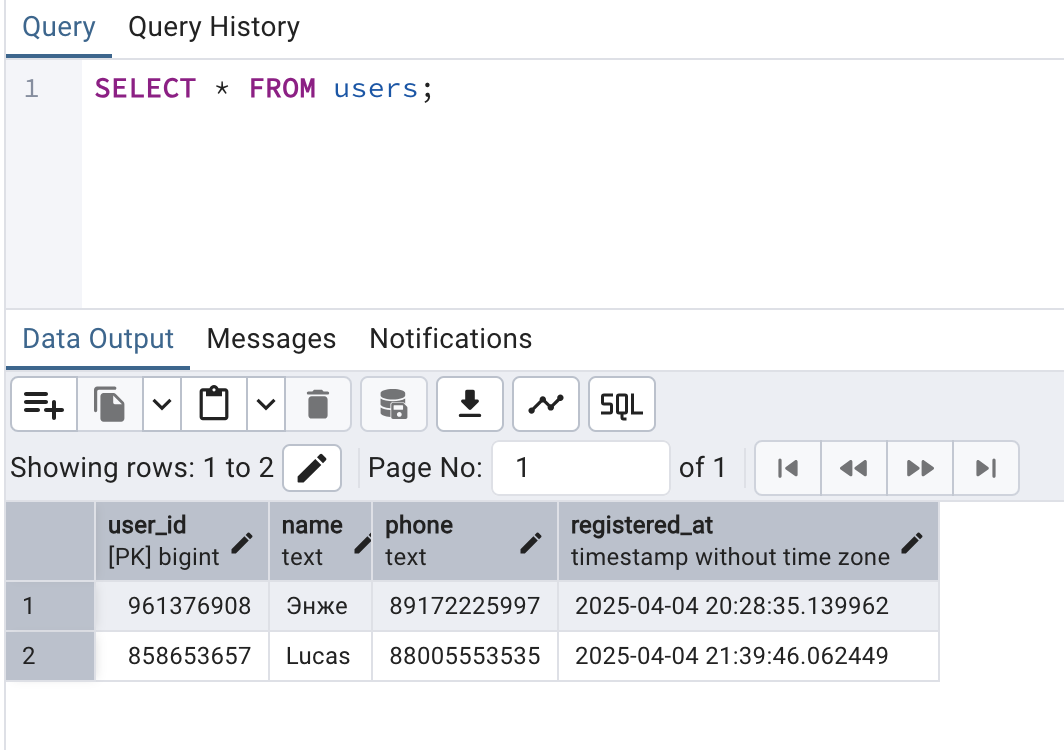 Query Query History
1 SELECT * FROM users;
Data Output Messages Notifications
SQL
Showing rows: 1 to 2 Page No: 1 of 1
user_id name phone registered_at
[PK] bigint text text timestamp without time zone
1 961376908 Энже 89172225997 2025-04-04 20:28:35.139962
2 858653657 Lucas 88005553535 2025-04-04 21:39:46.062449